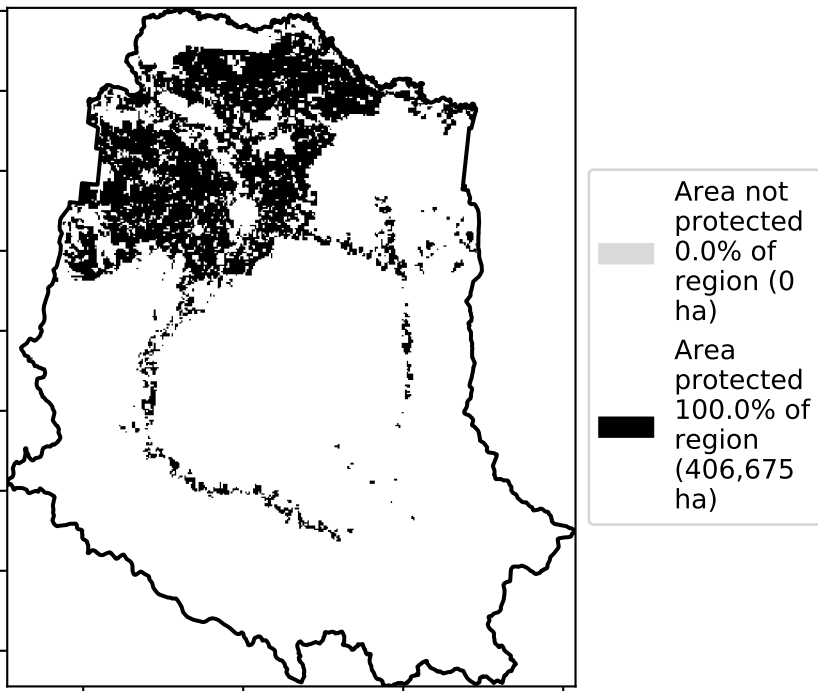 Area not
protected
0.0% of
region (0
ha)
Area
protected
100.0% of
region
(406,675
ha)